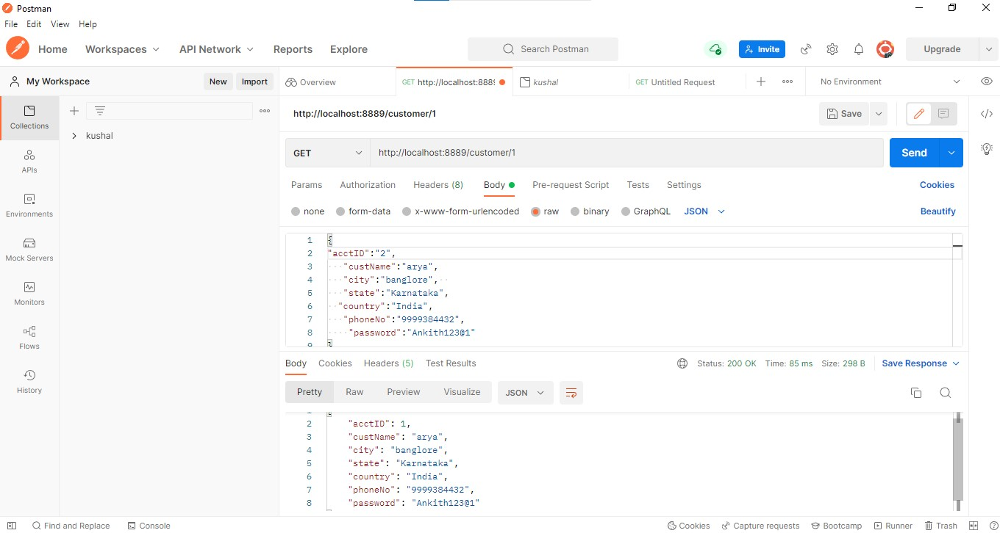 Postman
File Edit View Help
Home Workspaces API Network Reports Explore Search Postman Invite Upgrade
My Workspace New Import Overview GET http://localhost:888 kushal GET Untitled Request No Environment
Collections
kushal
APIs
Environments
Mock Servers
Monitors
Flows
History
http://localhost:8889/customer/1 Save
GET http://localhost:8889/customer/1 Send
Params Authorization Headers (8) Body Pre-request Script Tests Settings Cookies
none form-data x-www-form-urlencoded raw binary GraphQL JSON Beautify
1 {
2 "acctID":"2",
3 "custName":"arya",
4 "city":"banglore",
5 "state":"Karnataka",
6 "country":"India",
7 "phoneNo":"9999384432",
8 "password":"Ankith123@1"
9 }
Body Cookies Headers (5) Test Results Status: 200 OK Time: 85 ms Size: 298 B Save Response
Pretty Raw Preview Visualize JSON
2 "acctID": 1,
3 "custName": "arya",
4 "city": "banglore",
5 "state": "Karnataka",
6 "country": "India",
7 "phoneNo": "9999384432",
8 "password": "Ankith123@1"
Find and Replace Console Cookies Capture requests Bootcamp Runner Trash